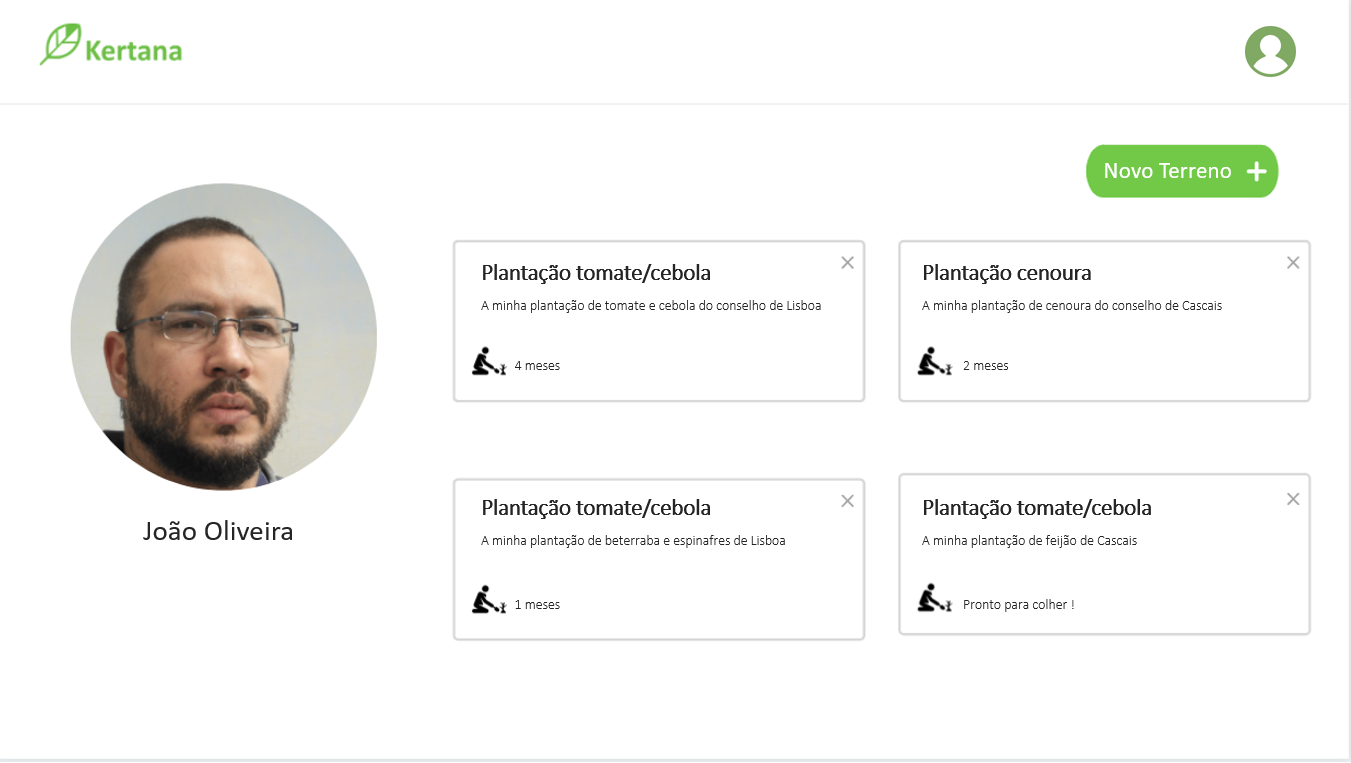 Kertana
Novo Terreno
Plantação tomate/cebola
A minha plantação de tomate e cebola do conselho de Lisboa
4 meses
Plantação cenoura
A minha plantação de cenoura do conselho de Cascais
2 meses
João Oliveira
Plantação tomate/cebola
A minha plantação de beterraba e espinafres de Lisboa
1 meses
Plantação tomate/cebola
A minha plantação de feijão de Cascais
Pronto para colher !